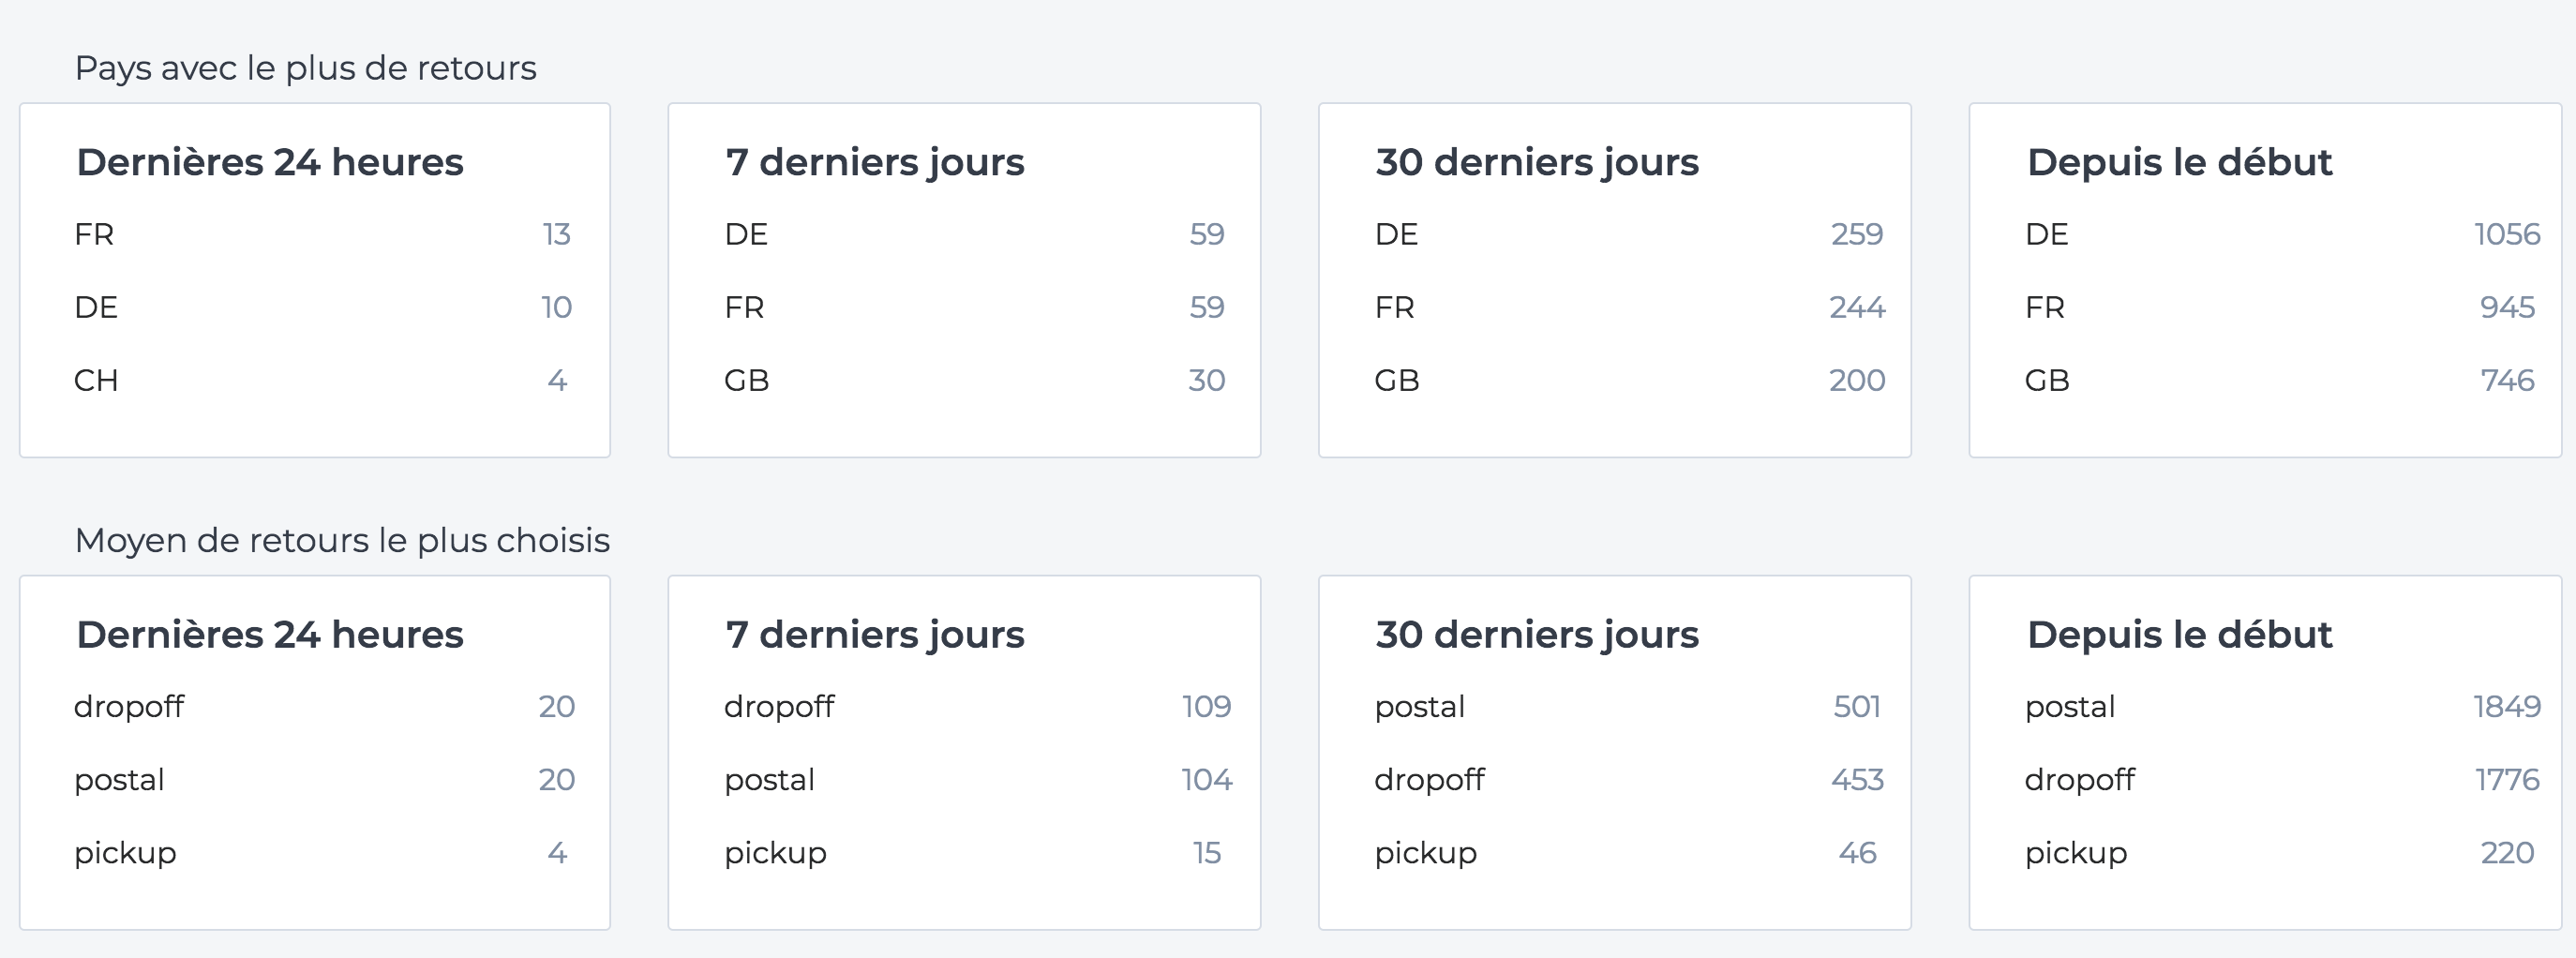 Pays avec le plus de retours
Dernières 24 heures
FR 13
DE 10
CH 4
7 derniers jours
DE 59
FR 59
GB 30
30 derniers jours
DE 259
FR 244
GB 200
Depuis le début
DE 1056
FR 945
GB 746
Moyen de retours le plus choisis
Dernières 24 heures
dropoff 20
postal 20
pickup 4
7 derniers jours
dropoff 109
postal 104
pickup 15
30 derniers jours
postal 501
dropoff 453
pickup 46
Depuis le début
postal 1849
dropoff 1776
pickup 220